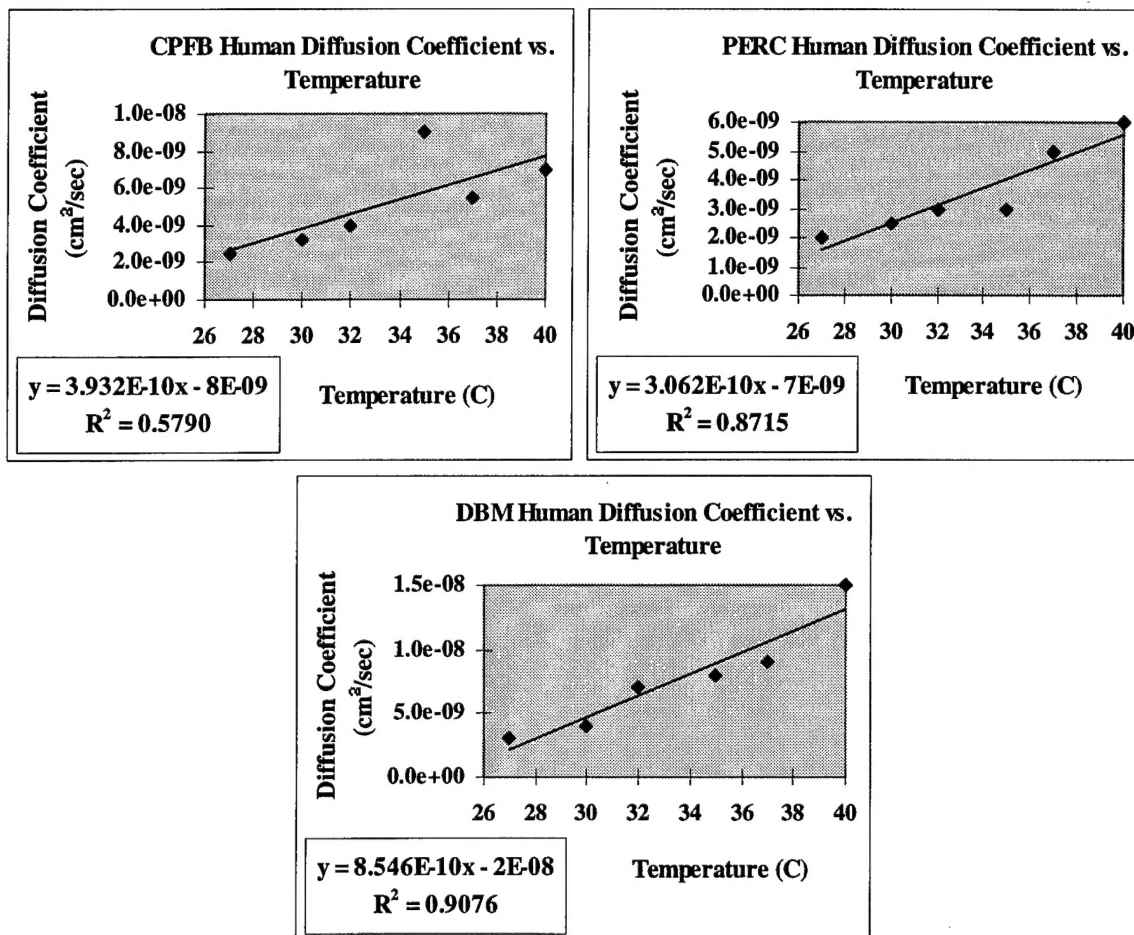 CPFB Human Diffusion Coefficient vs.
Temperature
Diffusion Coefficient
(cm²/sec)
1.0e-08
8.0e-09
6.0e-09
4.0e-09
2.0e-09
0.0e+00
26 28 30 32 34 36 38 40
Temperature (C)
y = 3.932E-10x - 8E-09
R² = 0.5790
PERC Human Diffusion Coefficient vs.
Temperature
Diffusion Coefficient
(cm²/sec)
6.0e-09
5.0e-09
4.0e-09
3.0e-09
2.0e-09
1.0e-09
0.0e+00
26 28 30 32 34 36 38 40
Temperature (C)
y = 3.062E-10x - 7E-09
R² = 0.8715
DBM Human Diffusion Coefficient vs.
Temperature
Diffusion Coefficient
(cm²/sec)
1.5e-08
1.0e-08
5.0e-09
0.0e+00
26 28 30 32 34 36 38 40
Temperature (C)
y = 8.546E-10x - 2E-08
R² = 0.9076